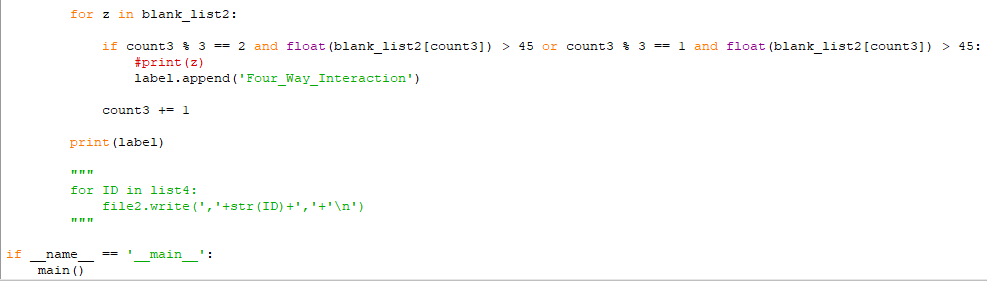 for z in blank_list2:
if count3 % 3 == 2 and float(blank_list2[count3]) > 45 or count3 % 3 == 1 and float(blank_list2[count3]) > 45:
#print(z)
label.append('Four_Way_Interaction')
count3 += 1
print(label)
"""
for ID in list4:
file2.write(','+str(ID)+','+'\n')
"""
if __name__ == '__main__':
main()